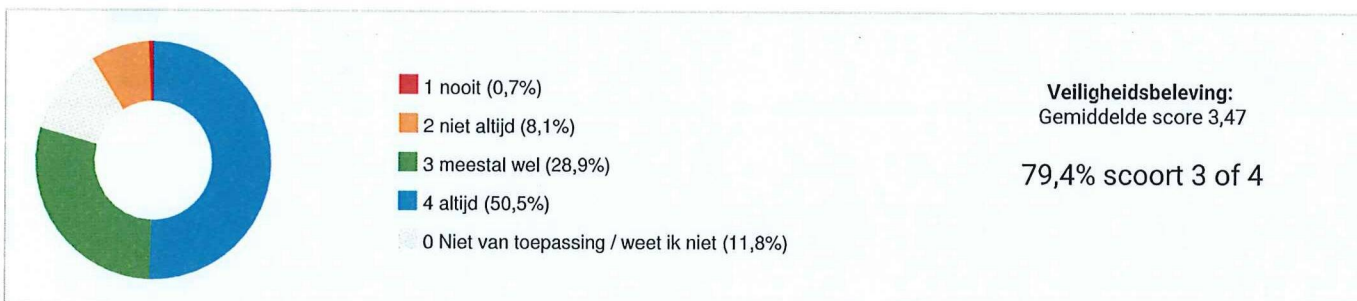 1 nooit (0,7%)
2 niet altijd (8,1%)
3 meestal wel (28,9%)
4 altijd (50,5%)
0 Niet van toepassing / weet ik niet (11,8%)
Veiligheidsbeleving:
Gemiddelde score 3,47
79,4% scoort 3 of 4